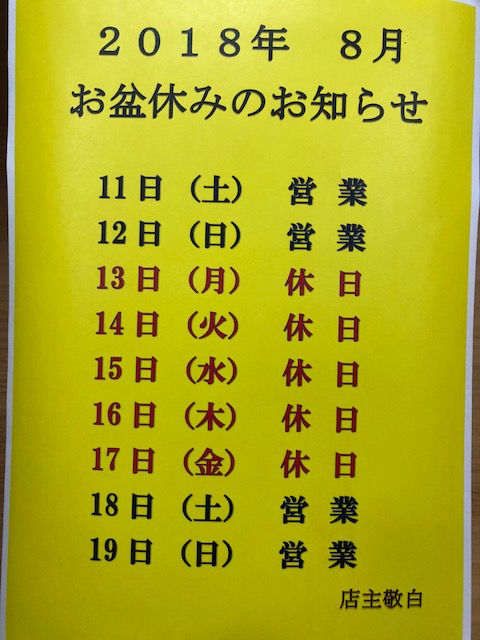 ２０１８年　８月
お盆休みのお知らせ
11日（土）　営　業
12日（日）　営　業
13日（月）　休　日
14日（火）　休　日
15日（水）　休　日
16日（木）　休　日
17日（金）　休　日
18日（土）　営　業
19日（日）　営　業
店主敬白